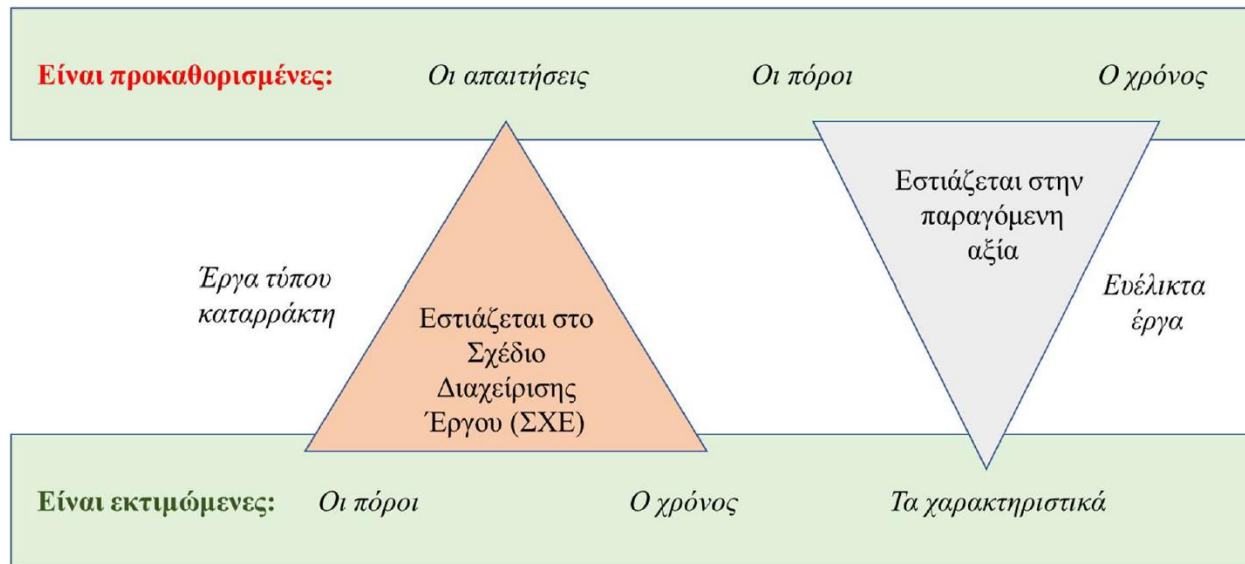 Είναι προκαθορισμένες: Οι απαιτήσεις Οι πόροι Ο χρόνος
Εστιάζεται στην
παραγόμενη
αξία
Έργα τύπου
καταρράκτη
Ευέλικτα
έργα
Εστιάζεται στο
Σχέδιο
Διαχείρισης
Έργου (ΣΧΕ)
Είναι εκτιμώμενες: Οι πόροι Ο χρόνος Τα χαρακτηριστικά